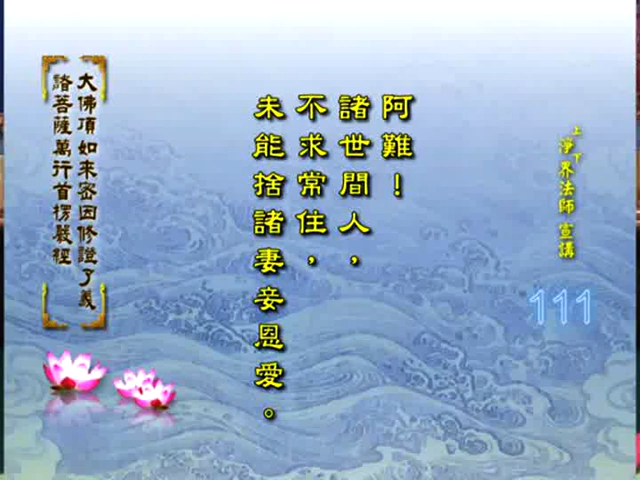 上淨下界法師 宣講
111
阿難！
諸世間人，
不求常住，
未能捨諸妻妾恩愛。
大佛頂如來密因修證了義
諸菩薩萬行首楞嚴經